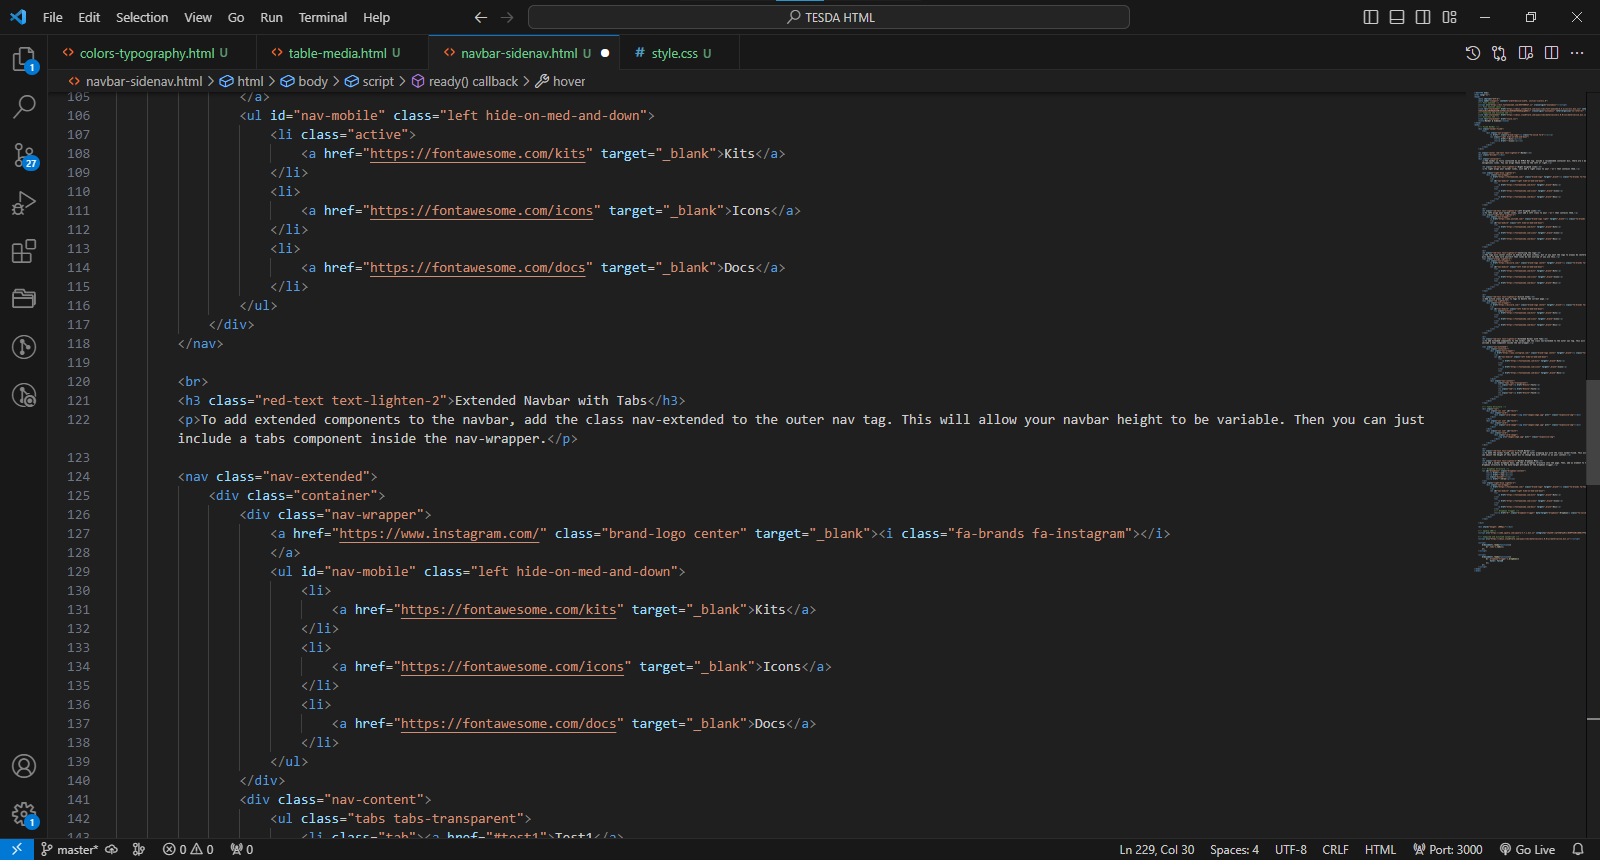 File Edit Selection View Go Run Terminal Help TESDA HTML
colors-typography.html U table-media.html U navbar-sidenav.html U style.css U
navbar-sidenav.html > html > body > script > ready() callback > hover
105 </a>
106 <ul id="nav-mobile" class="left hide-on-med-and-down">
107 <li class="active">
108 <a href="https://fontawesome.com/kits" target="_blank">Kits</a>
109 </li>
110 <li>
111 <a href="https://fontawesome.com/icons" target="_blank">Icons</a>
112 </li>
113 <li>
114 <a href="https://fontawesome.com/docs" target="_blank">Docs</a>
115 </li>
116 </ul>
117 </div>
118 </nav>
119
120 <br>
121 <h3 class="red-text text-lighten-2">Extended Navbar with Tabs</h3>
122 <p>To add extended components to the navbar, add the class nav-extended to the outer nav tag. This will allow your navbar height to be variable. Then you can just
include a tabs component inside the nav-wrapper.</p>
123
124 <nav class="nav-extended">
125 <div class="container">
126 <div class="nav-wrapper">
127 <a href="https://www.instagram.com/" class="brand-logo center" target="_blank"><i class="fa-brands fa-instagram"></i>
128 </a>
129 <ul id="nav-mobile" class="left hide-on-med-and-down">
130 <li>
131 <a href="https://fontawesome.com/kits" target="_blank">Kits</a>
132 </li>
133 <li>
134 <a href="https://fontawesome.com/icons" target="_blank">Icons</a>
135 </li>
136 <li>
137 <a href="https://fontawesome.com/docs" target="_blank">Docs</a>
138 </li>
139 </ul>
140 </div>
141 <div class="nav-content">
142 <ul class="tabs tabs-transparent">
143 <li class="tab"><a href="#test1">Test1</a>
1
27
1
master* 0 0 0 Ln 229, Col 30 Spaces: 4 UTF-8 CRLF HTML Port: 3000 Go Live